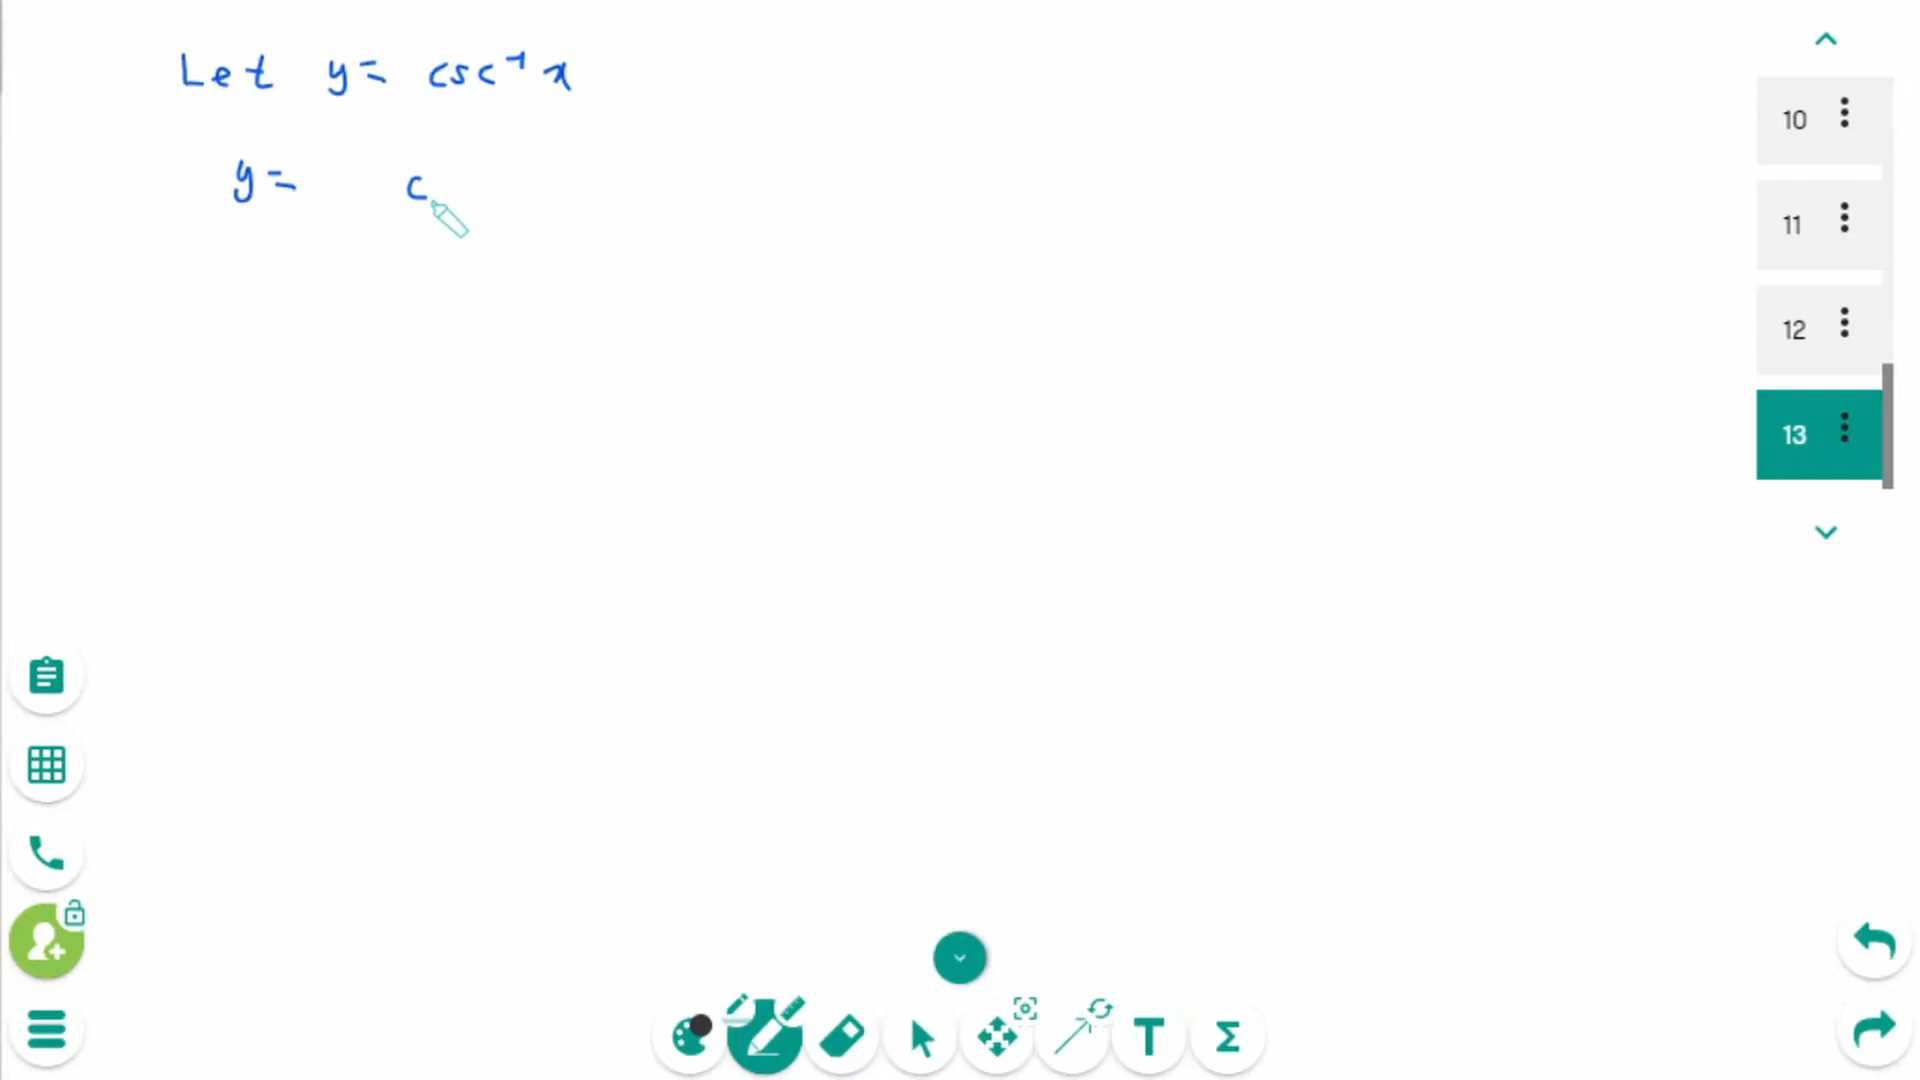 Let y = csc⁻¹ x
y = c
10
11
12
13
T
Σ